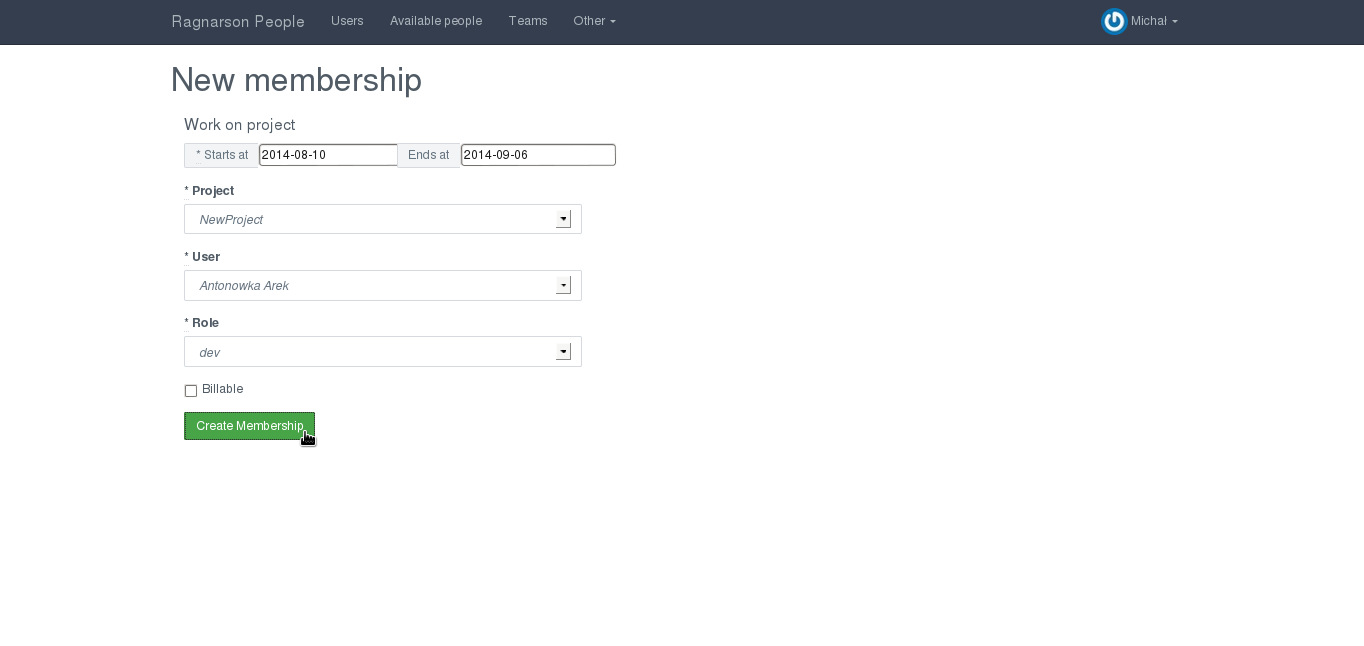 Ragnarson People Users Available people Teams Other Michał
New membership
Work on project
* Starts at 2014-08-10 Ends at 2014-09-06
* Project
NewProject
* User
Antonowka Arek
* Role
dev
Billable
Create Membership